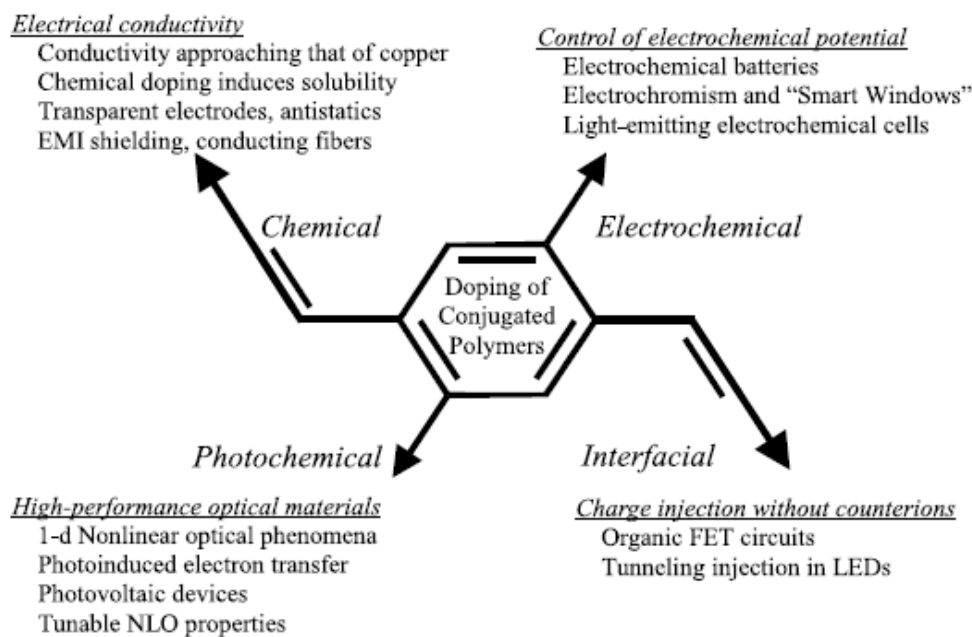 Electrical conductivity
Conductivity approaching that of copper
Chemical doping induces solubility
Transparent electrodes, antistatics
EMI shielding, conducting fibers
Control of electrochemical potential
Electrochemical batteries
Electrochromism and “Smart Windows”
Light–emitting electrochemical cells
Chemical
Electrochemical
Doping of
Conjugated
Polymers
Photochemical
Interfacial
High-performance optical materials
1-d Nonlinear optical phenomena
Photoinduced electron transfer
Photovoltaic devices
Tunable NLO properties
Charge injection without counterions
Organic FET circuits
Tunneling injection in LEDs